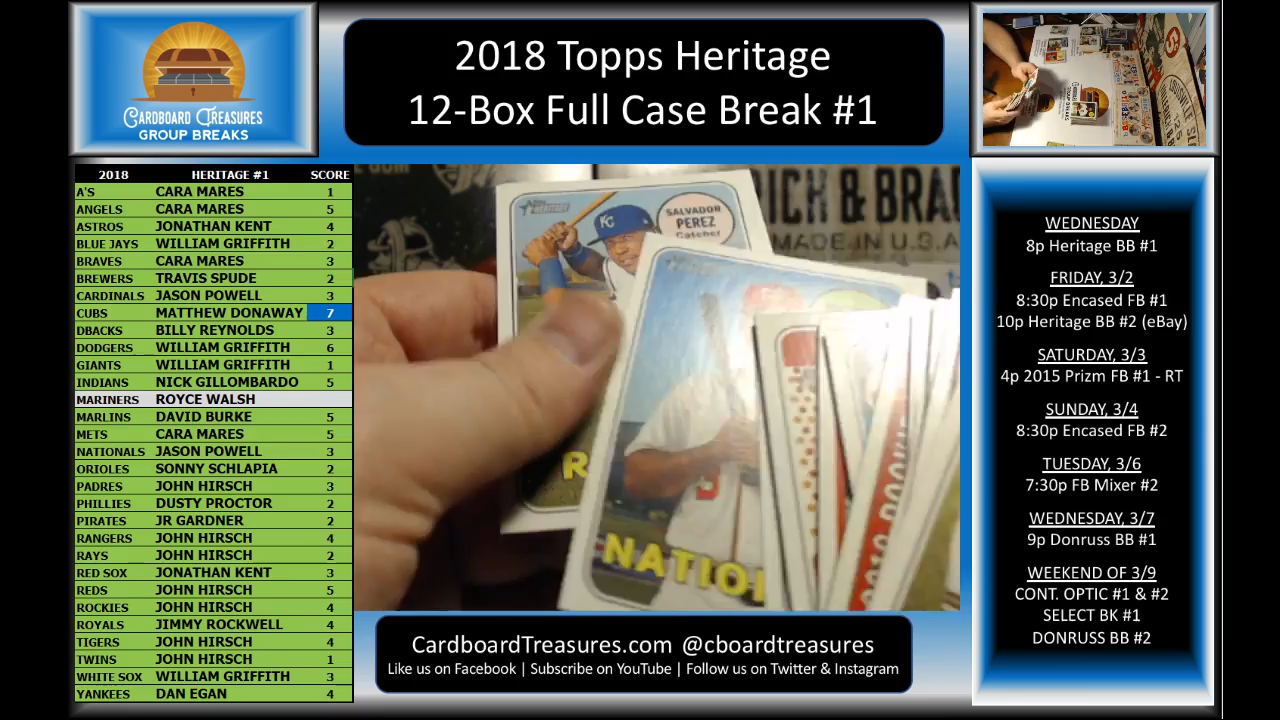 CARDBOARD TREASURES
GROUP BREAKS
2018 Topps Heritage
12-Box Full Case Break #1
2018 HERITAGE #1 SCORE
A'S CARA MARES 1
ANGELS CARA MARES 5
ASTROS JONATHAN KENT 4
BLUE JAYS WILLIAM GRIFFITH 2
BRAVES CARA MARES 3
BREWERS TRAVIS SPUDE 2
CARDINALS JASON POWELL 3
CUBS MATTHEW DONAWAY 7
DBACKS BILLY REYNOLDS 3
DODGERS WILLIAM GRIFFITH 6
GIANTS WILLIAM GRIFFITH 1
INDIANS NICK GILLOMBARDO 5
MARINERS ROYCE WALSH
MARLINS DAVID BURKE 5
METS CARA MARES 5
NATIONALS JASON POWELL 3
ORIOLES SONNY SCHLAPIA 2
PADRES JOHN HIRSCH 3
PHILLIES DUSTY PROCTOR 2
PIRATES JR GARDNER 2
RANGERS JOHN HIRSCH 4
RAYS JOHN HIRSCH 2
RED SOX JONATHAN KENT 3
REDS JOHN HIRSCH 5
ROCKIES JOHN HIRSCH 4
ROYALS JIMMY ROCKWELL 4
TIGERS JOHN HIRSCH 4
TWINS JOHN HIRSCH 1
WHITE SOX WILLIAM GRIFFITH 3
YANKEES DAN EGAN 4
RICH & BRA
MADE IN U.S.A
KC
SALVADOR
PEREZ
Catcher
R
NATIO
CardboardTreasures.com @cboardtreasures
Like us on Facebook | Subscribe on YouTube | Follow us on Twitter & Instagram
WEDNESDAY
8p Heritage BB #1
FRIDAY, 3/2
8:30p Encased FB #1
10p Heritage BB #2 (eBay)
SATURDAY, 3/3
4p 2015 Prizm FB #1 - RT
SUNDAY, 3/4
8:30p Encased FB #2
TUESDAY, 3/6
7:30p FB Mixer #2
WEDNESDAY, 3/7
9p Donruss BB #1
WEEKEND OF 3/9
CONT. OPTIC #1 & #2
SELECT BK #1
DONRUSS BB #2